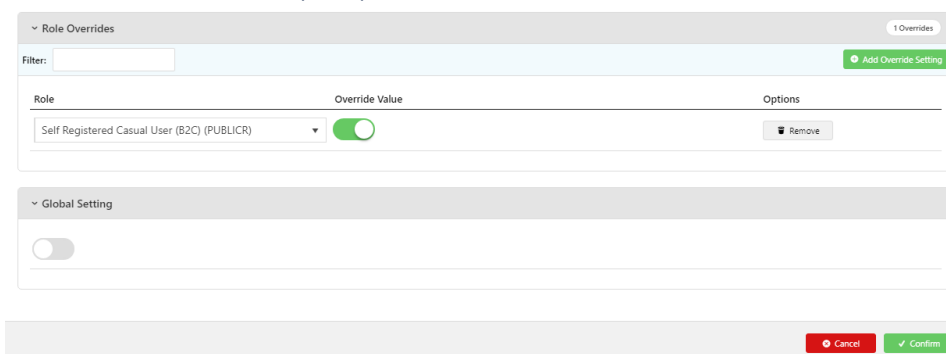 Role Overrides
1 Overrides
Filter:
Add Override Setting
Role Override Value Options
Self Registered Casual User (B2C) (PUBLICR) Remove
Global Setting
Cancel Confirm